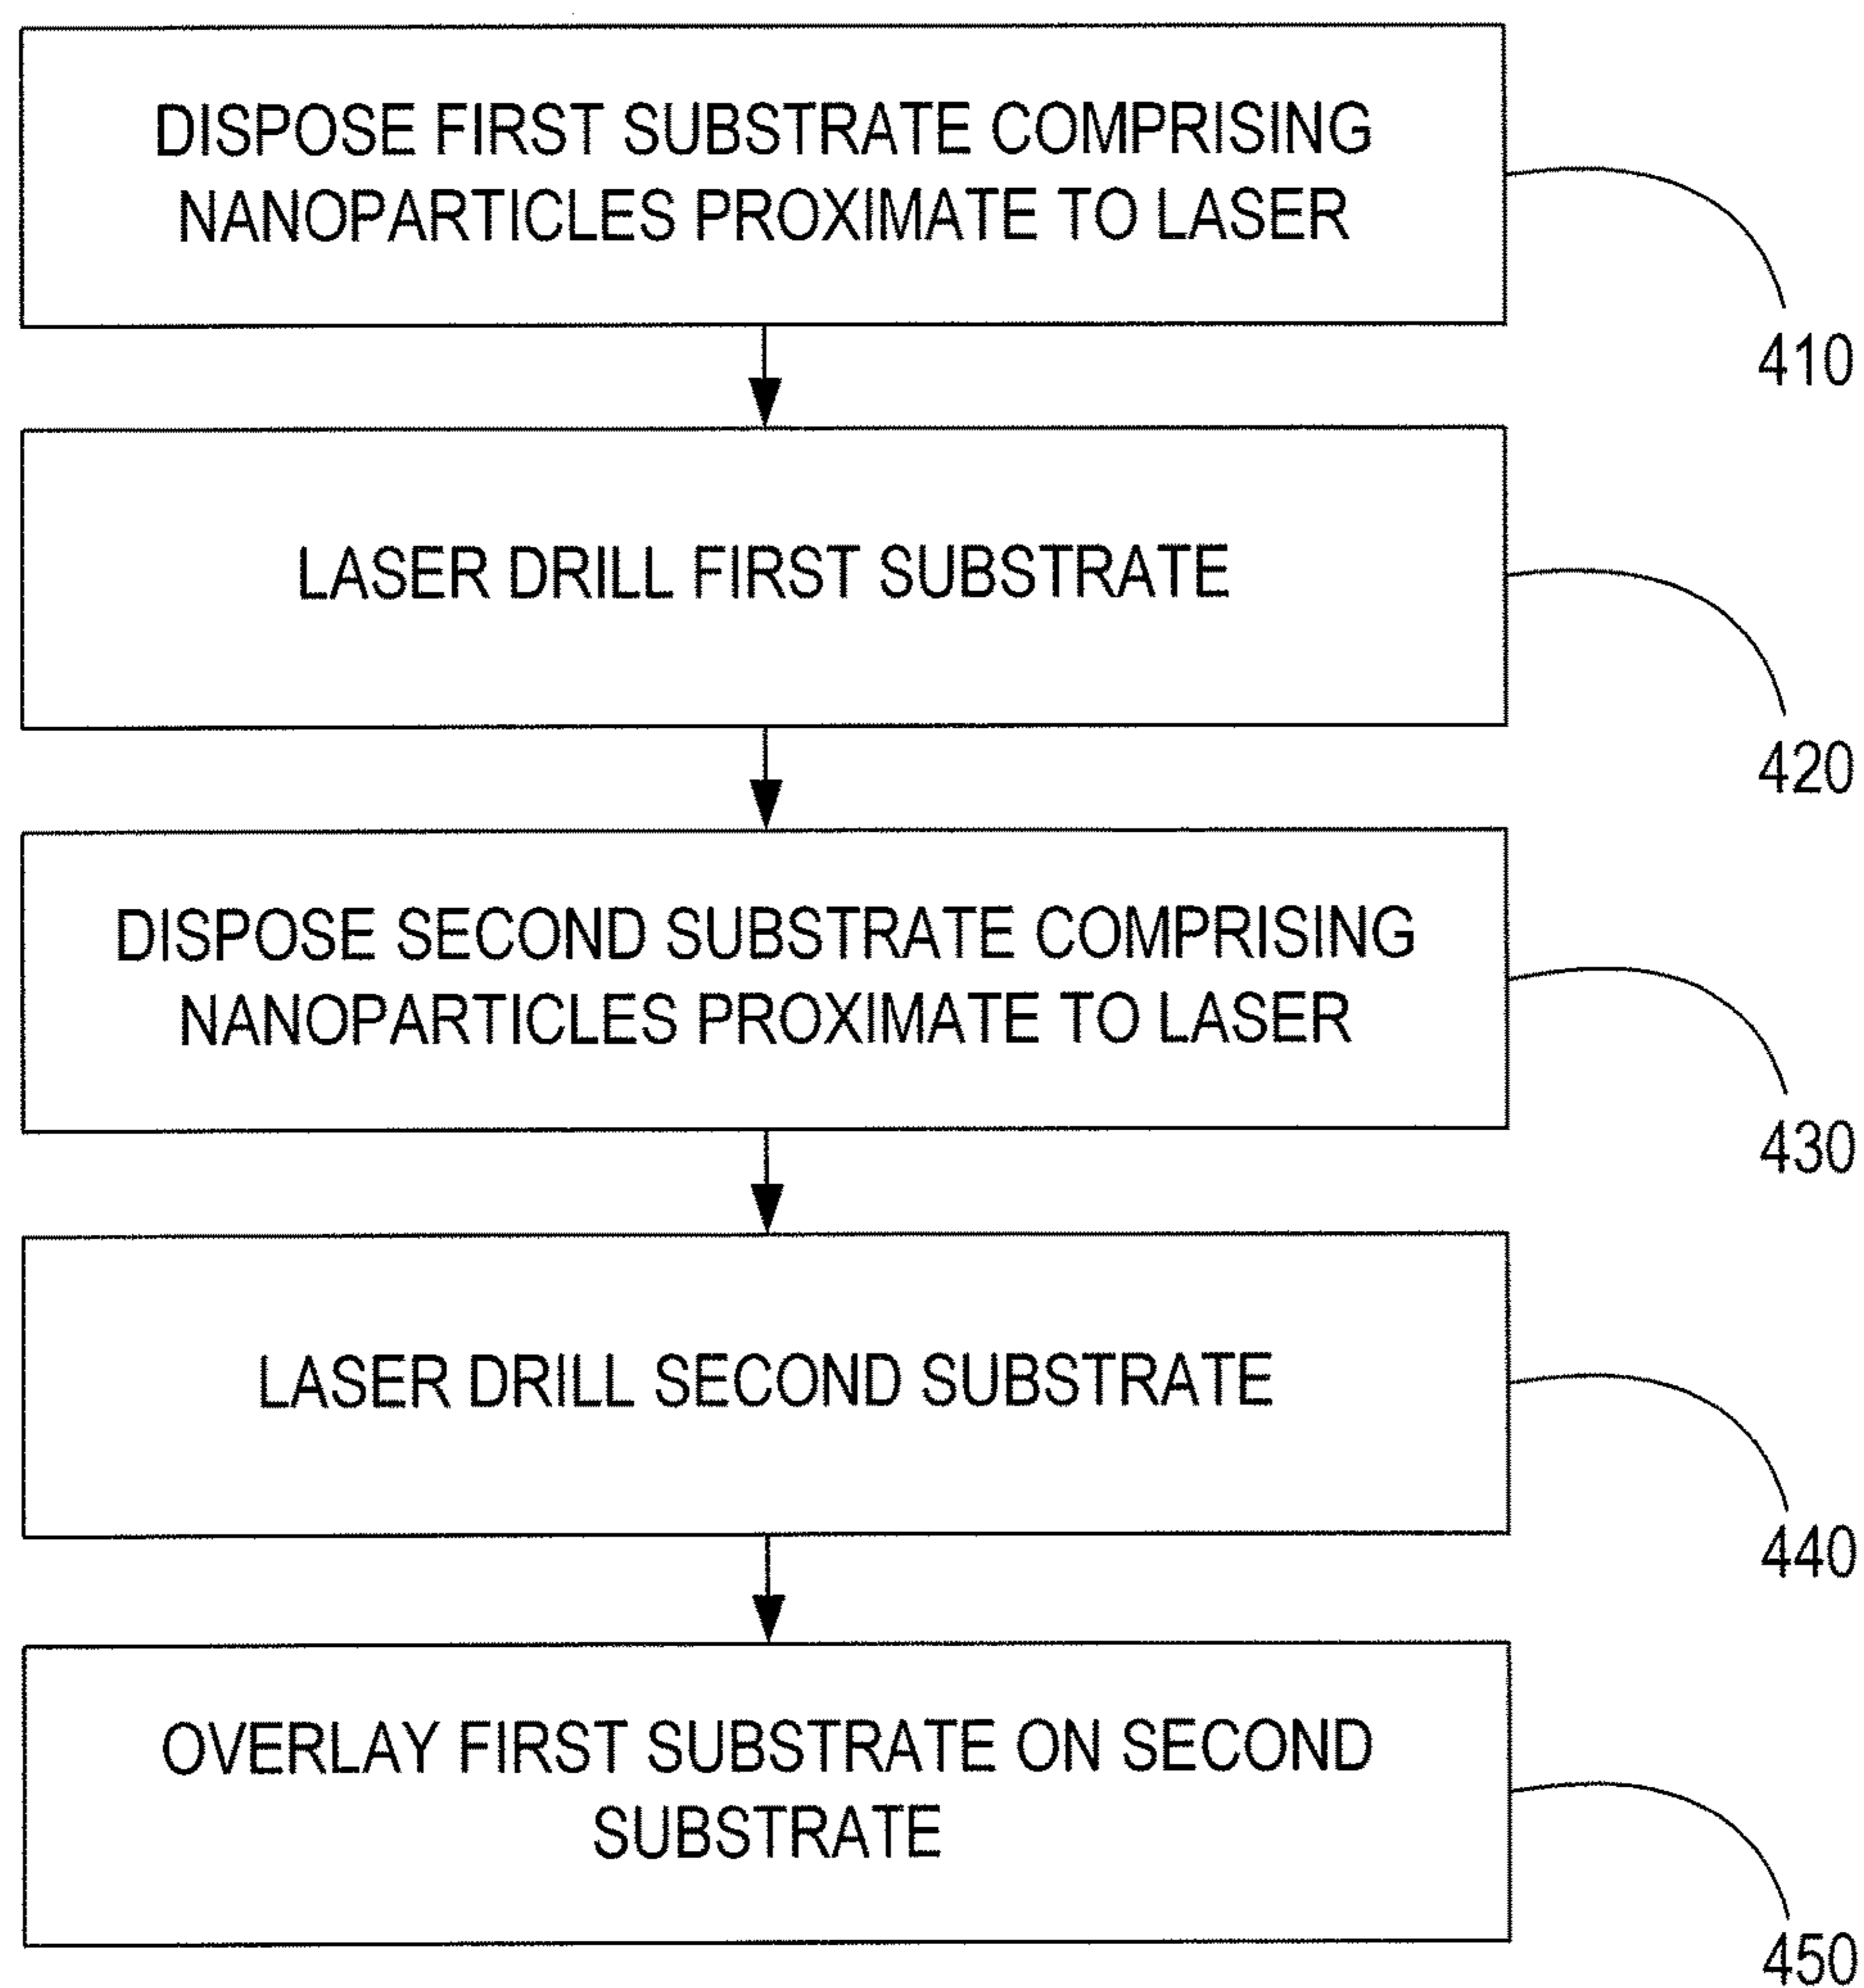 DISPOSE FIRST SUBSTRATE COMPRISING
NANOPARTICLES PROXIMATE TO LASER
410
LASER DRILL FIRST SUBSTRATE
420
DISPOSE SECOND SUBSTRATE COMPRISING
NANOPARTICLES PROXIMATE TO LASER
430
LASER DRILL SECOND SUBSTRATE
440
OVERLAY FIRST SUBSTRATE ON SECOND
SUBSTRATE
450